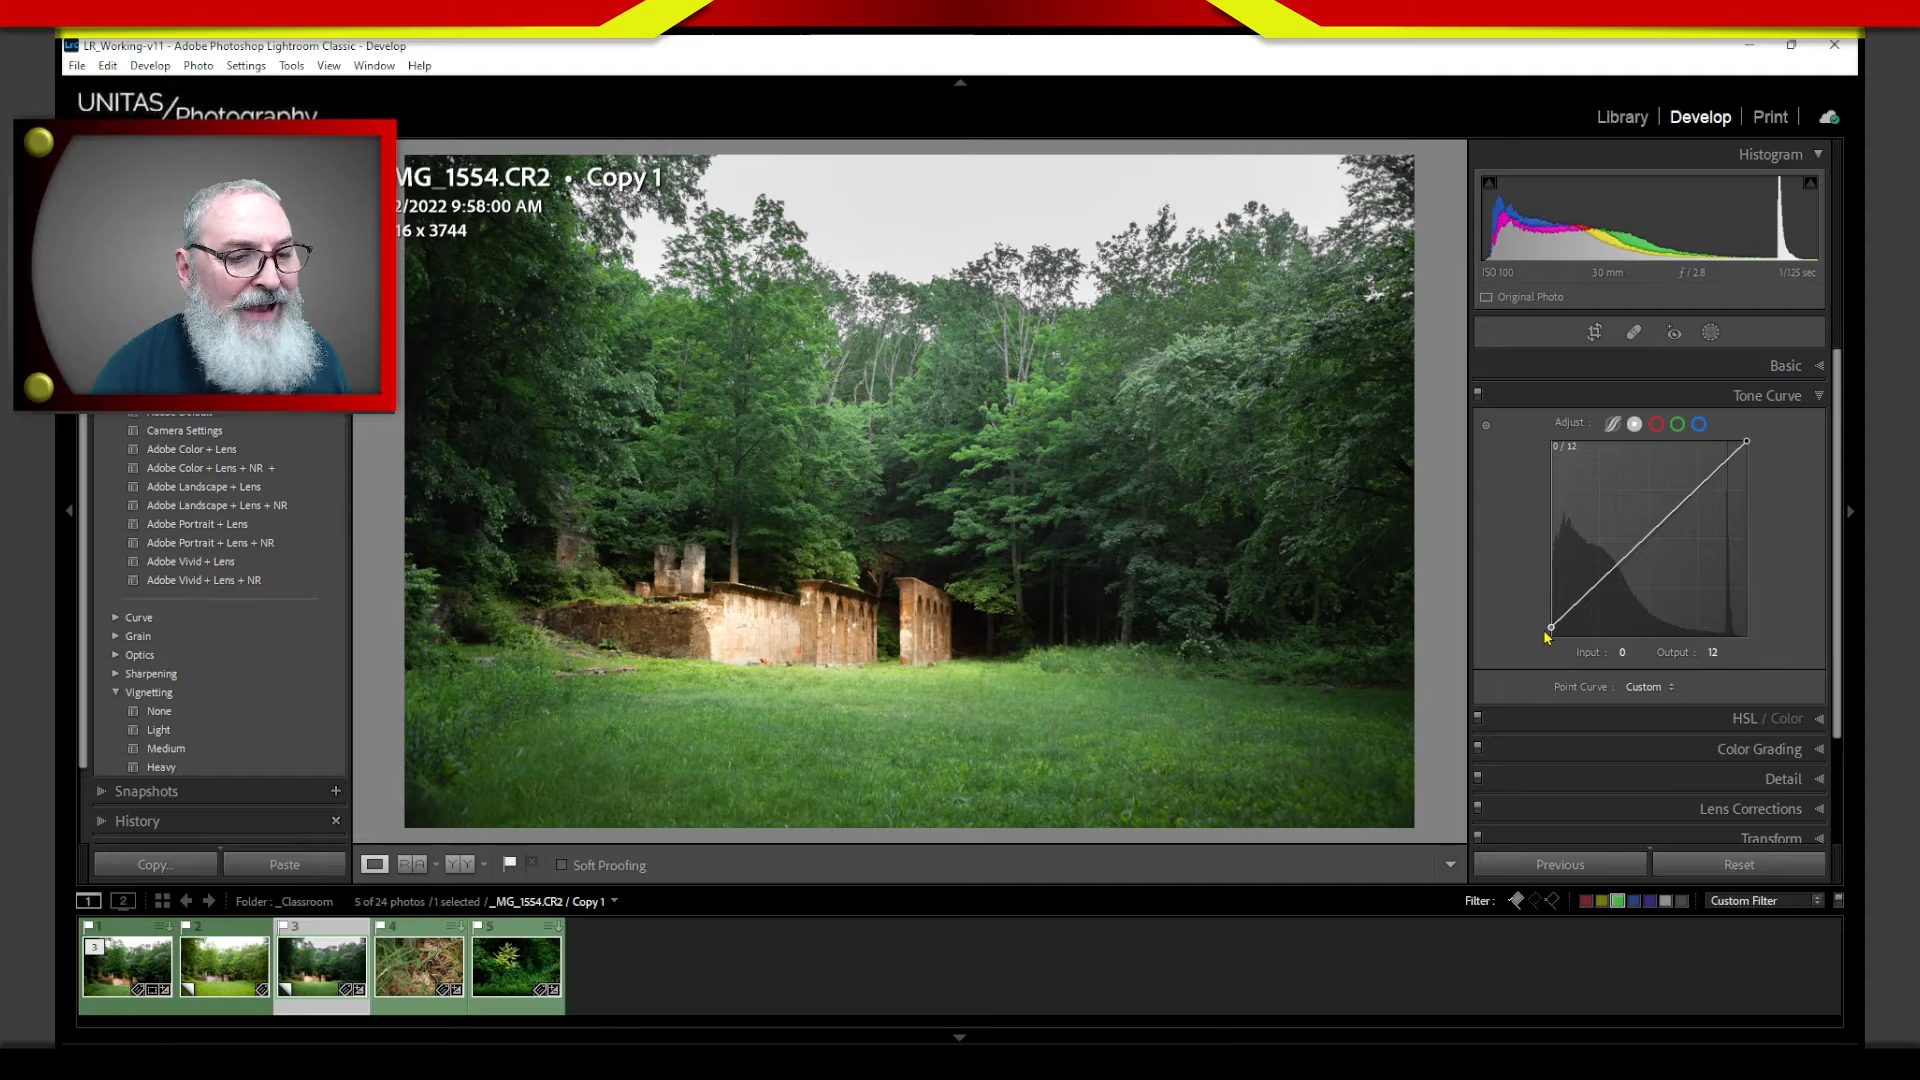 LR_Working-v11 - Adobe Photoshop Lightroom Classic - Develop
File Edit Develop Photo Settings Tools View Window Help
UNITAS/Photography
Library | Develop | Print |
MG_1554.CR2 • Copy 1
2/2022 9:58:00 AM
16 x 3744
Histogram
ISO 100 30 mm ƒ / 2.8 1/125 sec
Original Photo
Basic
Tone Curve
Adjust :
0 / 12
Input : 0 Output : 12
Point Curve : Custom
HSL / Color
Color Grading
Detail
Lens Corrections
Transform
Previous Reset
Adobe Default
Camera Settings
Adobe Color + Lens
Adobe Color + Lens + NR +
Adobe Landscape + Lens
Adobe Landscape + Lens + NR
Adobe Portrait + Lens
Adobe Portrait + Lens + NR
Adobe Vivid + Lens
Adobe Vivid + Lens + NR
Curve
Grain
Optics
Sharpening
Vignetting
None
Light
Medium
Heavy
Snapshots +
History ×
Copy... Paste
R A Y Y Soft Proofing
1 2 Folder : _Classroom 5 of 24 photos /1 selected /_MG_1554.CR2 / Copy 1
Filter : Custom Filter
1 2 3 4 5
3